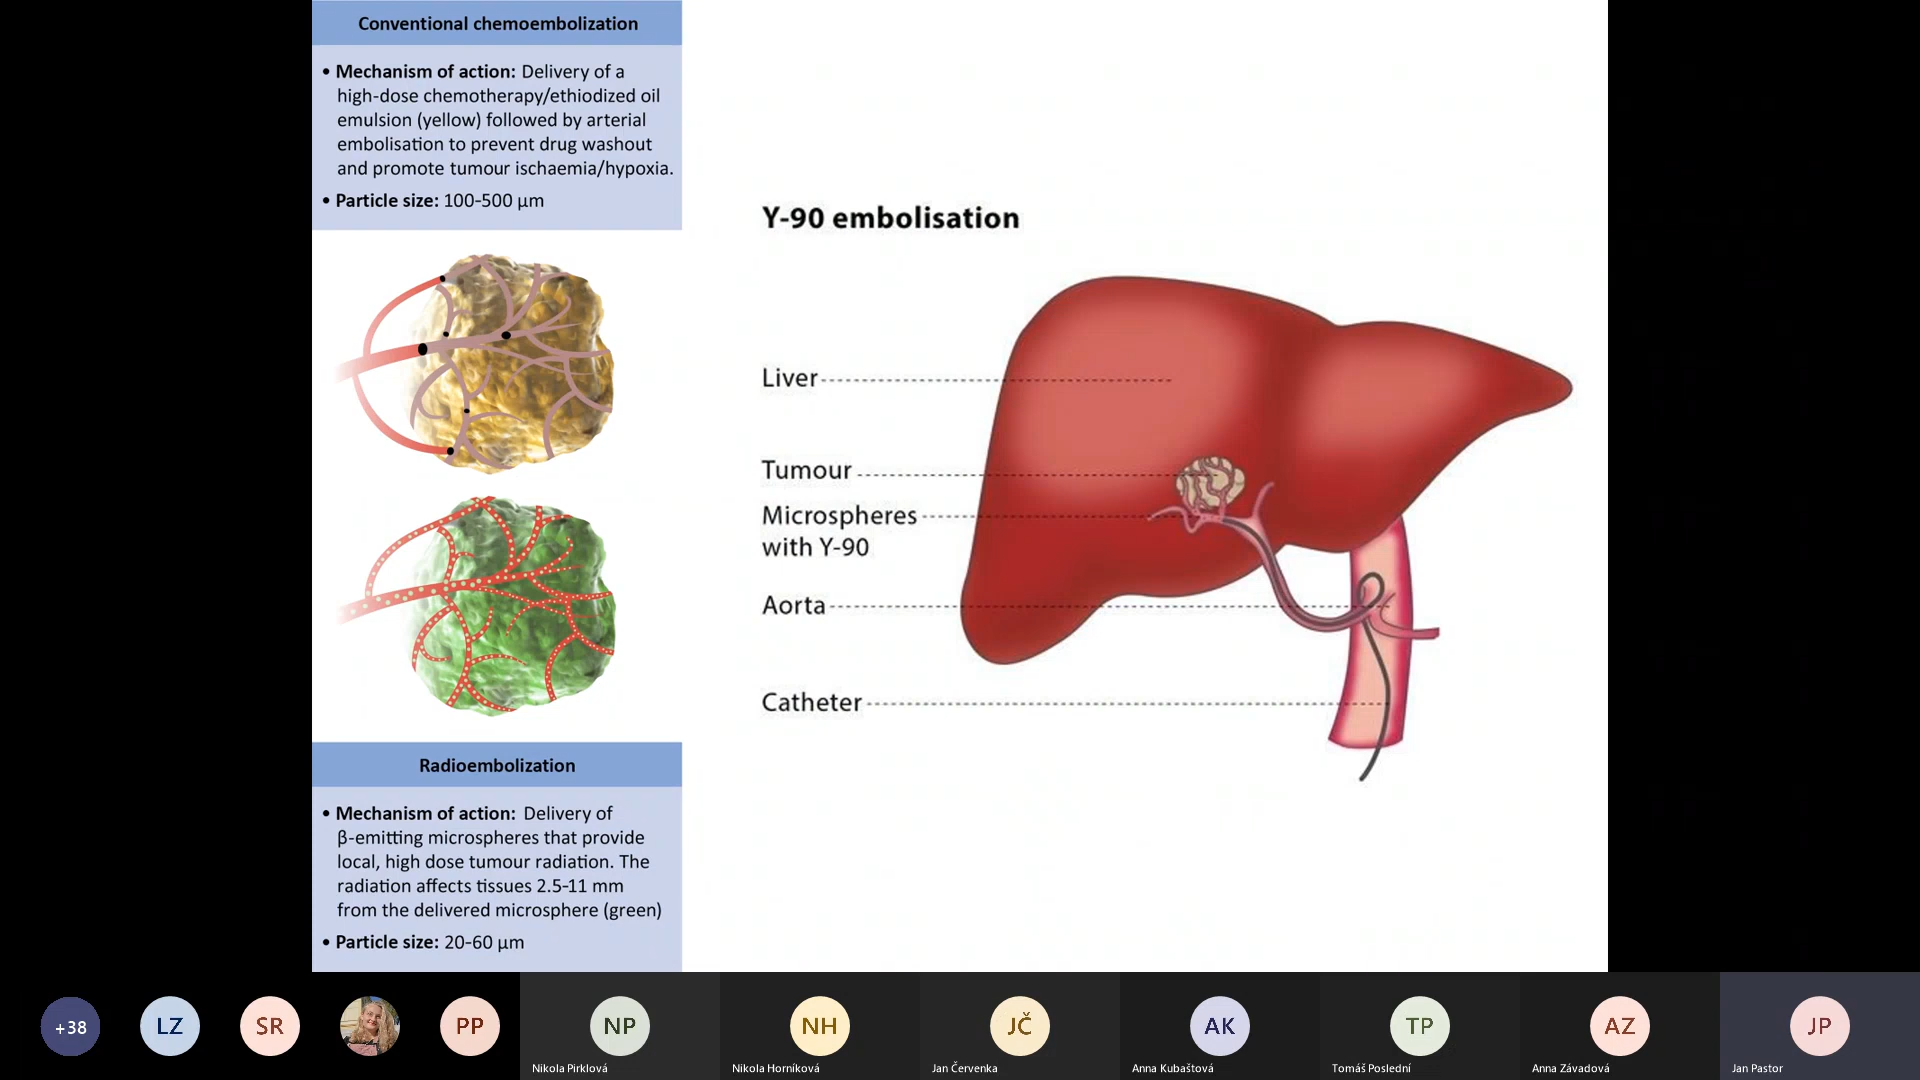 Conventional chemoembolization
• Mechanism of action: Delivery of a
high-dose chemotherapy/ethiodized oil
emulsion (yellow) followed by arterial
embolisation to prevent drug washout
and promote tumour ischaemia/hypoxia.
• Particle size: 100-500 µm
Radioembolization
• Mechanism of action: Delivery of
β-emitting microspheres that provide
local, high dose tumour radiation. The
radiation affects tissues 2.5-11 mm
from the delivered microsphere (green)
• Particle size: 20-60 µm
Y-90 embolisation
Liver
Tumour
Microspheres
with Y-90
Aorta
Catheter
+38
LZ
SR
PP
NP
Nikola Pirklová
NH
Nikola Horníková
JČ
Jan Červenka
AK
Anna Kubaštová
TP
Tomáš Poslední
AZ
Anna Závadová
JP
Jan Pastor